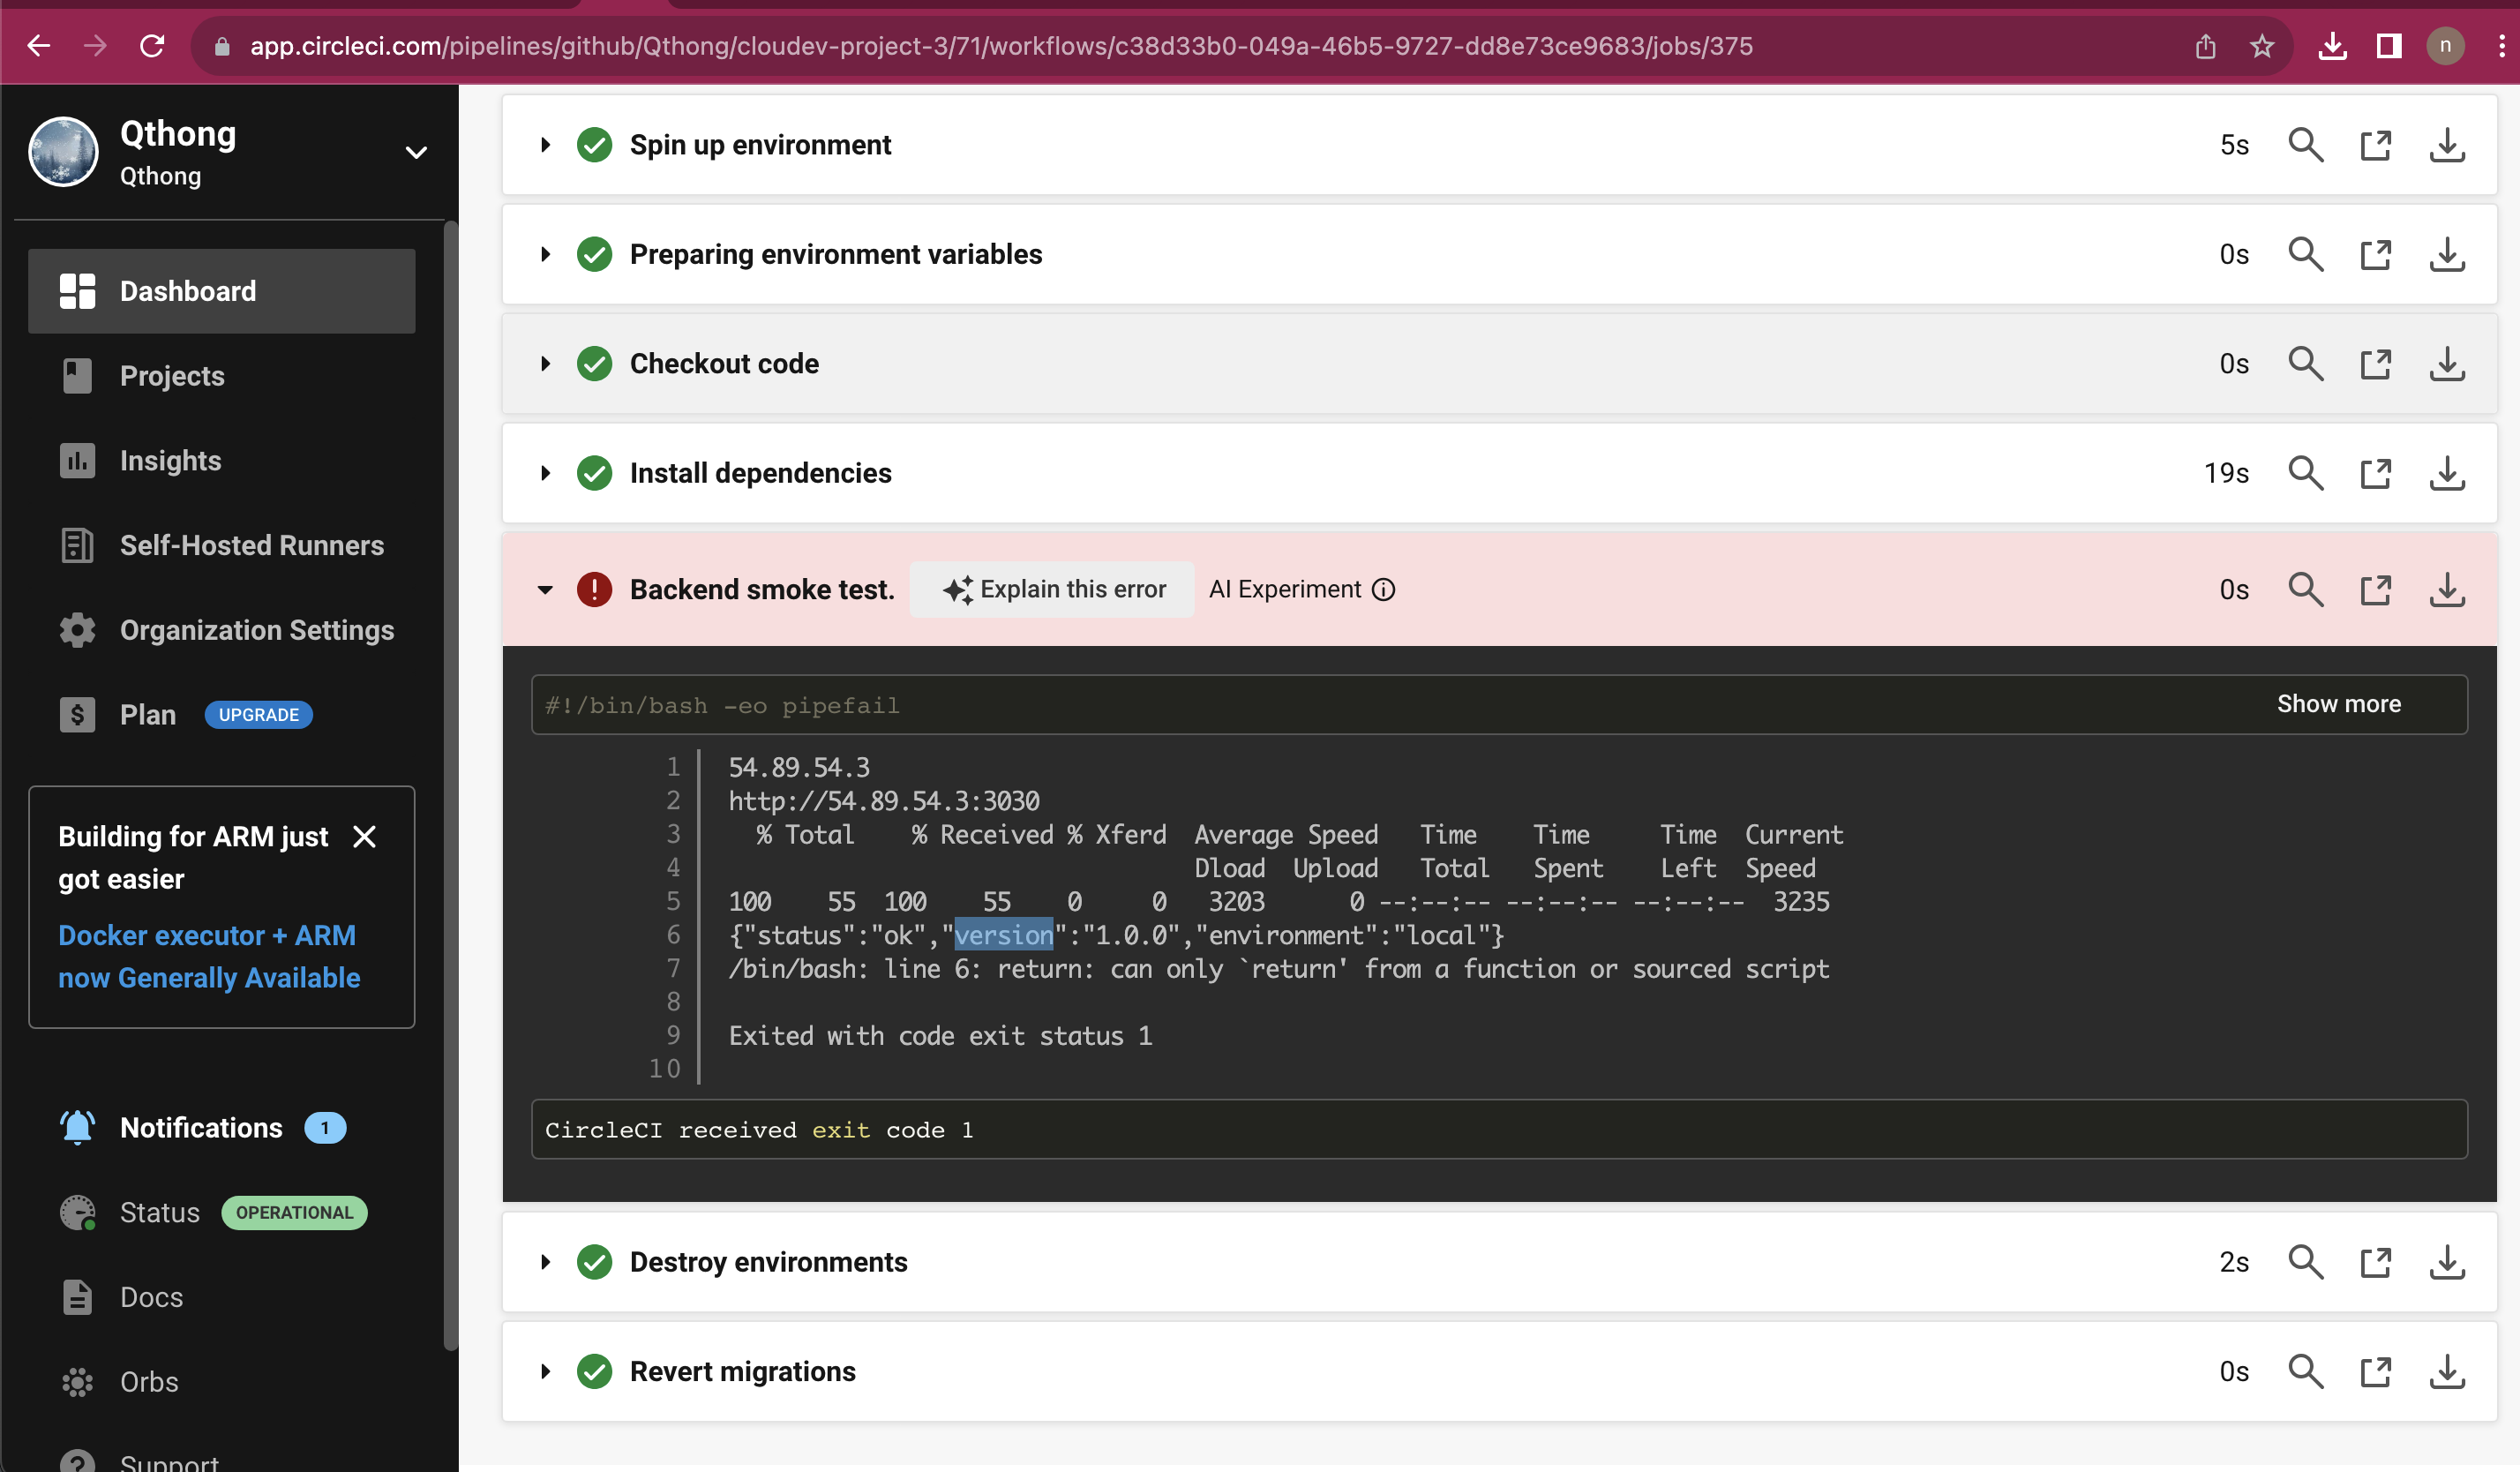 app.circleci.com/pipelines/github/Qthong/cloudev-project-3/71/workflows/c38d33b0-049a-46b5-9727-dd8e73ce9683/jobs/375
n
Qthong
Qthong
Dashboard
Projects
Insights
Self-Hosted Runners
Organization Settings
Plan UPGRADE
Building for ARM just
got easier
Docker executor + ARM
now Generally Available
Notifications 1
Status OPERATIONAL
Docs
Orbs
Support
Spin up environment 5s
Preparing environment variables 0s
Checkout code 0s
Install dependencies 19s
Backend smoke test. Explain this error AI Experiment 0s
#!/bin/bash -eo pipefail Show more
1 54.89.54.3
2 http://54.89.54.3:3030
3 % Total % Received % Xferd Average Speed Time Time Time Current
4 Dload Upload Total Spent Left Speed
5 100 55 100 55 0 0 3203 0 --:--:-- --:--:-- --:--:-- 3235
6 {"status":"ok","version":"1.0.0","environment":"local"}
7 /bin/bash: line 6: return: can only `return' from a function or sourced script
8
9 Exited with code exit status 1
10
CircleCI received exit code 1
Destroy environments 2s
Revert migrations 0s